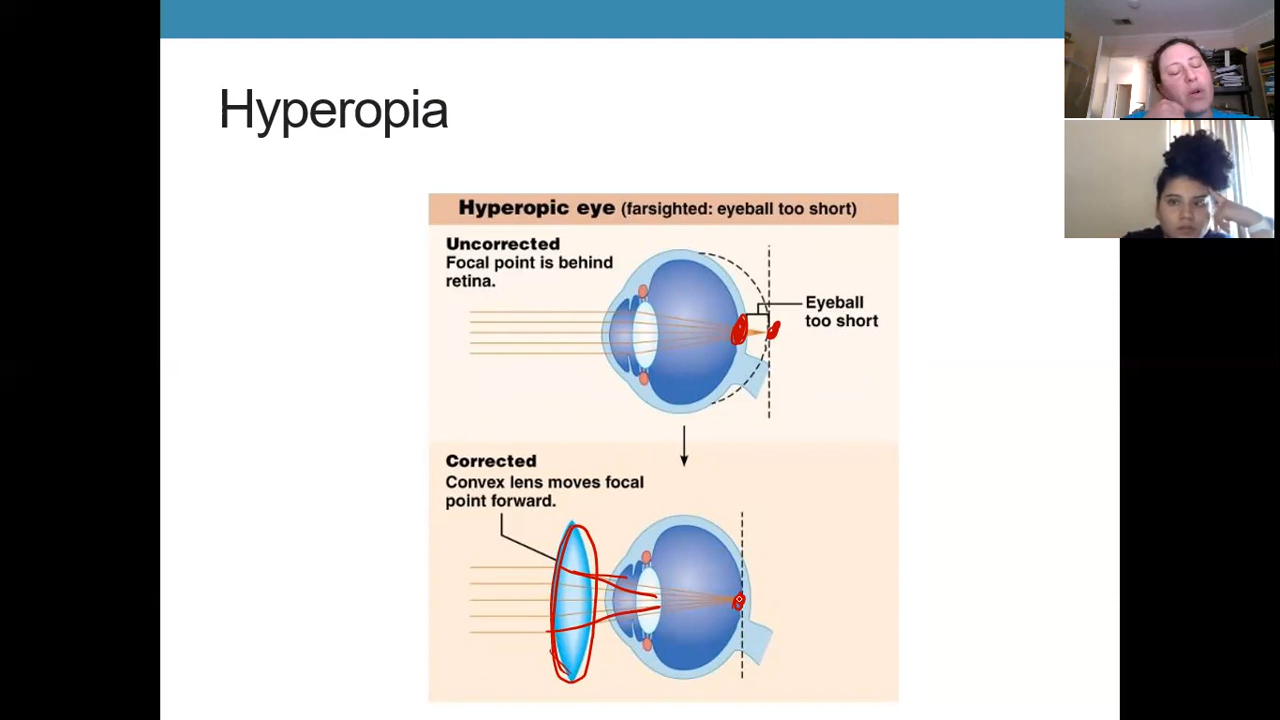 Hyperopia
Hyperopic eye (farsighted: eyeball too short)
Uncorrected
Focal point is behind
retina.
Eyeball
too short
Corrected
Convex lens moves focal
point forward.